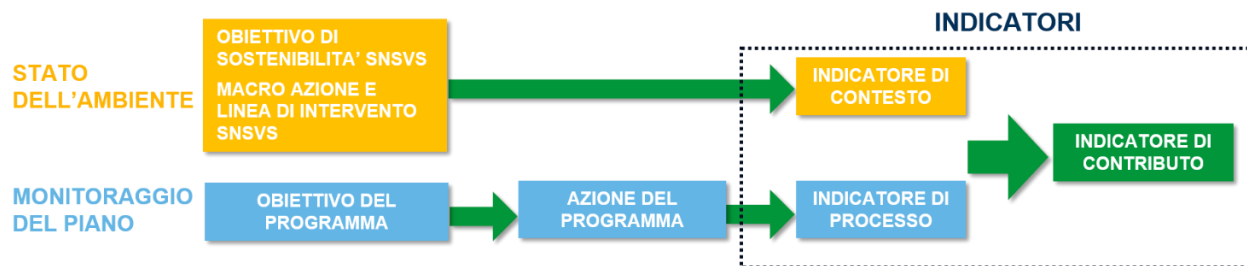 INDICATORI
STATO
DELL'AMBIENTE
OBIETTIVO DI
SOSTENIBILITA' SNSVS
MACRO AZIONE E
LINEA DI INTERVENTO
SNSVS
INDICATORE DI
CONTESTO
INDICATORE DI
CONTRIBUTO
MONITORAGGIO
DEL PIANO
OBIETTIVO DEL
PROGRAMMA
AZIONE DEL
PROGRAMMA
INDICATORE DI
PROCESSO